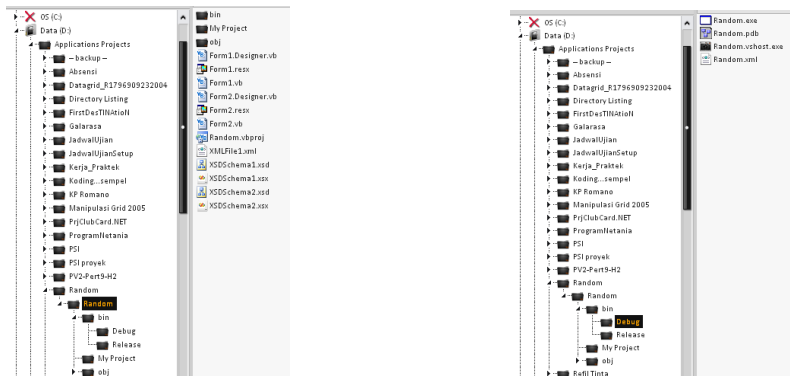 OS (C:)
Data (D:)
Applications Projects
-- backup --
Absensi
Datagrid_R1796909232004
Directory Listing
FirstDesTINAtioN
Galarasa
JadwalUjian
JadwalUjianSetup
Kerja_Praktek
Koding...sempel
KP Romano
Manipulasi Grid 2005
PrjClubCard.NET
ProgramNetania
PSI
PSI proyek
PV2-Pert9-H2
Random
Random
bin
Debug
Release
My Project
obj
bin
My Project
obj
Form1.Designer.vb
Form1.resx
Form1.vb
Form2.Designer.vb
Form2.resx
Form2.vb
Random.vbproj
XMLFile1.xml
XSDSchema1.xsd
XSDSchema1.xsx
XSDSchema2.xsd
XSDSchema2.xsx
OS (C:)
Data (D:)
Applications Projects
-- backup --
Absensi
Datagrid_R1796909232004
Directory Listing
FirstDesTINAtioN
Galarasa
JadwalUjian
JadwalUjianSetup
Kerja_Praktek
Koding...sempel
KP Romano
Manipulasi Grid 2005
PrjClubCard.NET
ProgramNetania
PSI
PSI proyek
PV2-Pert9-H2
Random
Random
bin
Debug
Release
My Project
obj
Refil Tinta
Random.exe
Random.pdb
Random.vshost.exe
Random.xml